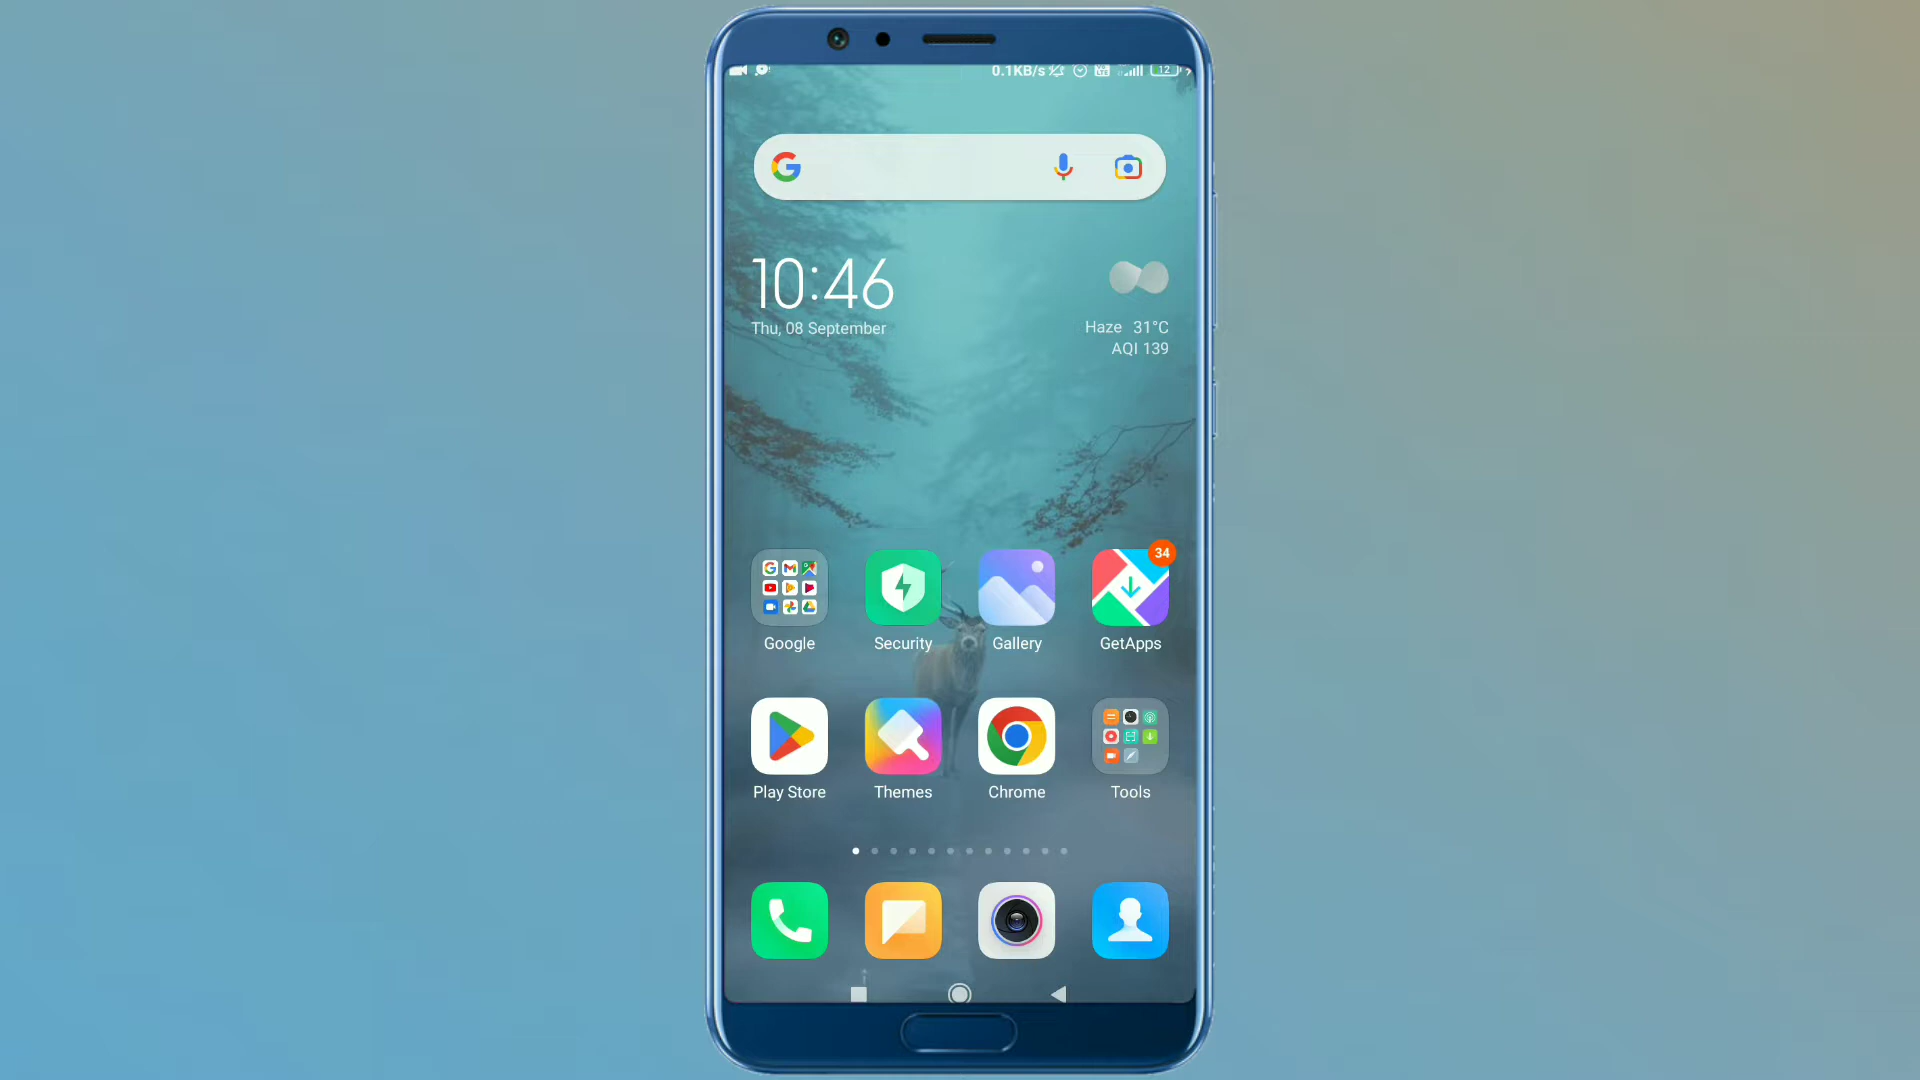 0.1KB/s 12
10:46
Thu, 08 September
Haze 31°C
AQI 139
34
Google Security Gallery GetApps
Play Store Themes Chrome Tools